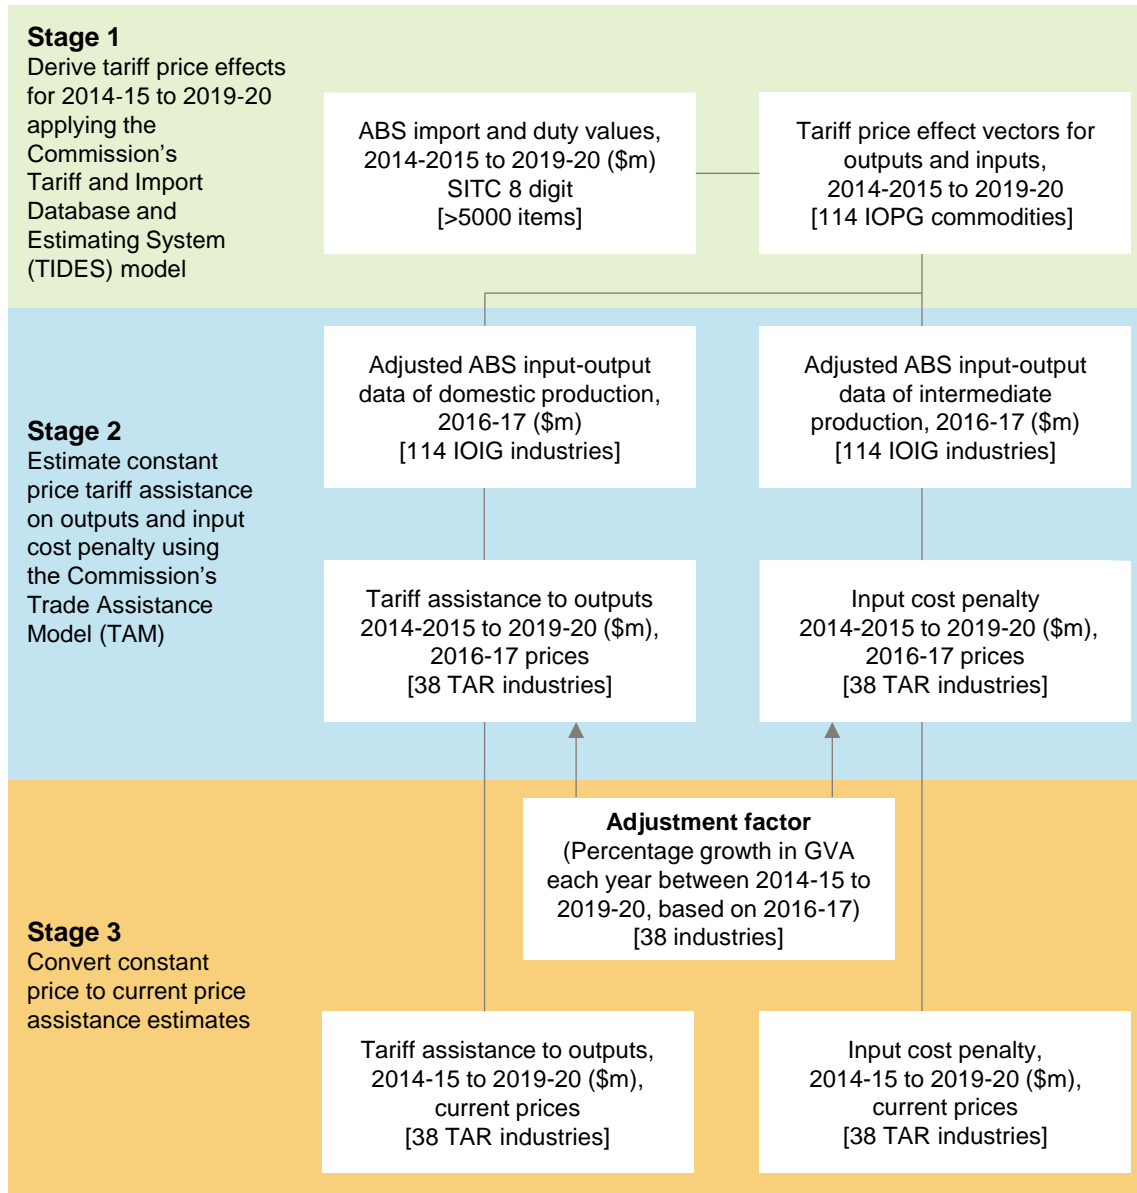 Stage 1
Derive tariff price effects
for 2014-15 to 2019-20
applying the
Commission’s
Tariff and Import
Database and
Estimating System
(TIDES) model
ABS import and duty values,
2014-2015 to 2019-20 ($m)
SITC 8 digit
[>5000 items]
Tariff price effect vectors for
outputs and inputs,
2014-2015 to 2019-20
[114 IOPG commodities]
Stage 2
Estimate constant
price tariff assistance
on outputs and input
cost penalty using
the Commission’s
Trade Assistance
Model (TAM)
Adjusted ABS input-output
data of domestic production,
2016-17 ($m)
[114 IOIG industries]
Adjusted ABS input-output
data of intermediate
production, 2016-17 ($m)
[114 IOIG industries]
Tariff assistance to outputs
2014-2015 to 2019-20 ($m),
2016-17 prices
[38 TAR industries]
Input cost penalty
2014-2015 to 2019-20 ($m),
2016-17 prices
[38 TAR industries]
Stage 3
Convert constant
price to current price
assistance estimates
Adjustment factor
(Percentage growth in GVA
each year between 2014-15 to
2019-20, based on 2016-17)
[38 industries]
Tariff assistance to outputs,
2014-15 to 2019-20 ($m),
current prices
[38 TAR industries]
Input cost penalty,
2014-15 to 2019-20 ($m),
current prices
[38 TAR industries]